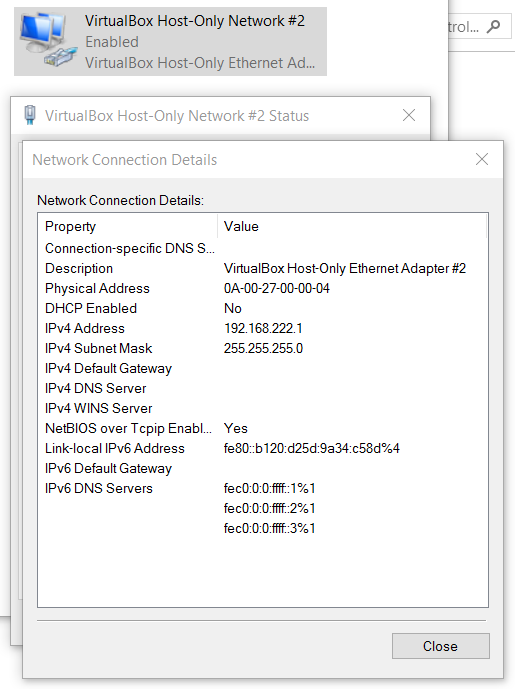 VirtualBox Host-Only Network #2
Enabled
VirtualBox Host-Only Ethernet Ad...
trol...
VirtualBox Host-Only Network #2 Status
Network Connection Details
Network Connection Details:
Property Value
Connection-specific DNS S...
Description VirtualBox Host-Only Ethernet Adapter #2
Physical Address 0A-00-27-00-00-04
DHCP Enabled No
IPv4 Address 192.168.222.1
IPv4 Subnet Mask 255.255.255.0
IPv4 Default Gateway
IPv4 DNS Server
IPv4 WINS Server
NetBIOS over Tcpip Enabl... Yes
Link-local IPv6 Address fe80::b120:d25d:9a34:c58d%4
IPv6 Default Gateway
IPv6 DNS Servers fec0:0:0:ffff::1%1
fec0:0:0:ffff::2%1
fec0:0:0:ffff::3%1
Close